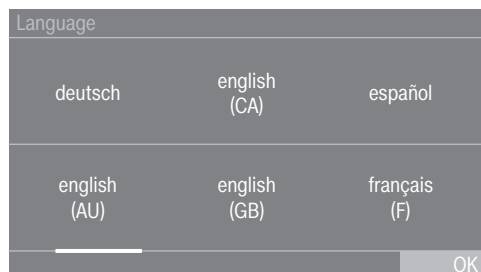 Language
deutsch
english
(CA)
español
english
(AU)
english
(GB)
français
(F)
OK